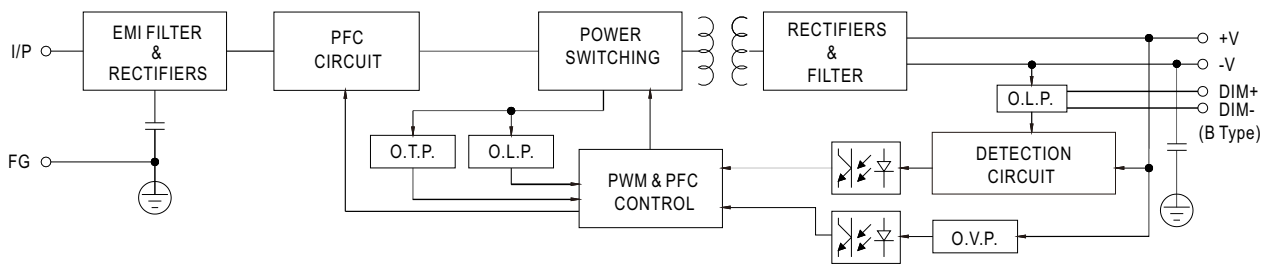 I/P
EMI FILTER
&
RECTIFIERS
PFC
CIRCUIT
POWER
SWITCHING
RECTIFIERS
&
FILTER
+V
-V
DIM+
DIM-
(B Type)
O.L.P.
FG
O.T.P.
O.L.P.
PWM & PFC
CONTROL
DETECTION
CIRCUIT
O.V.P.